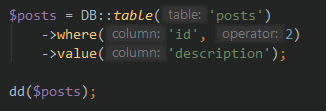 $posts = DB::table( table: 'posts')
->where( column: 'id', operator: 2)
->value( column: 'description');
dd($posts);